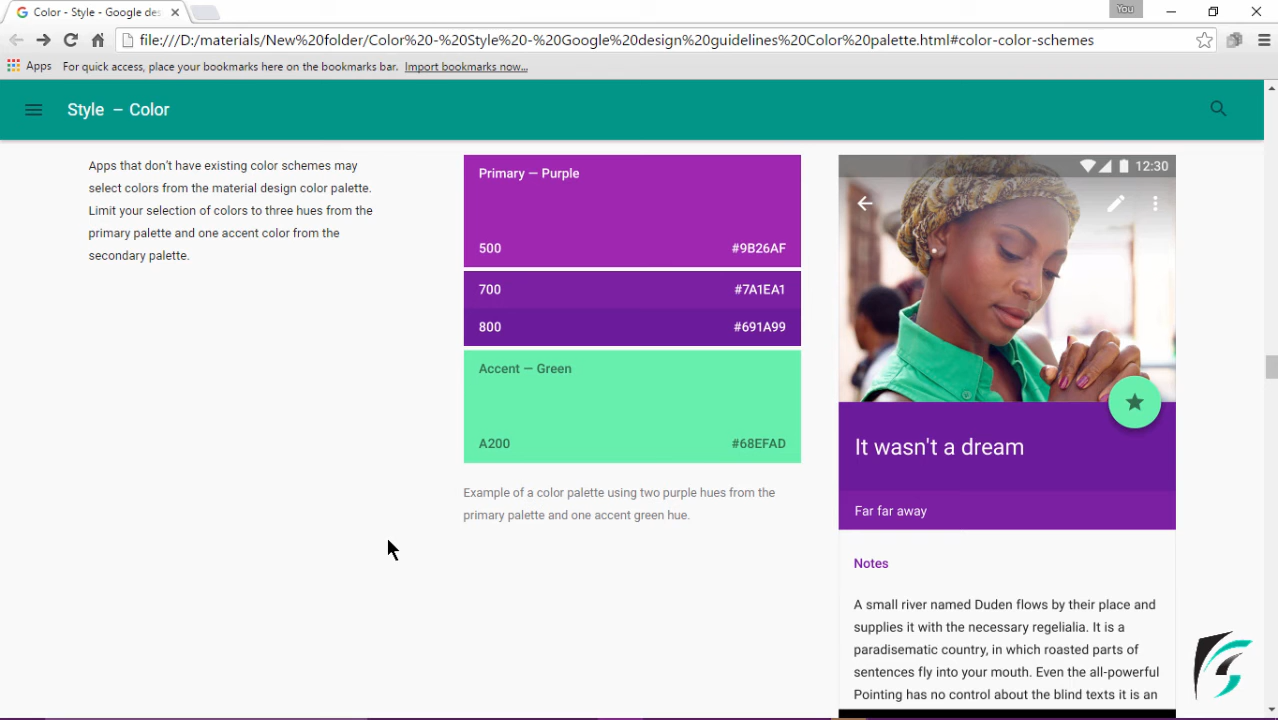 Color - Style - Google des
You
file:///D:/materials/New%20folder/Color%20-%20Style%20-%20Google%20design%20guidelines%20Color%20palette.html#color-color-schemes
Apps For quick access, place your bookmarks here on the bookmarks bar. Import bookmarks now...
Style – Color
Apps that don't have existing color schemes may
select colors from the material design color palette.
Limit your selection of colors to three hues from the
primary palette and one accent color from the
secondary palette.
Primary — Purple
500 #9B26AF
700 #7A1EA1
800 #691A99
Accent — Green
A200 #68EFAD
Example of a color palette using two purple hues from the
primary palette and one accent green hue.
12:30
It wasn't a dream
Far far away
Notes
A small river named Duden flows by their place and
supplies it with the necessary regelialia. It is a
paradisematic country, in which roasted parts of
sentences fly into your mouth. Even the all-powerful
Pointing has no control about the blind texts it is an